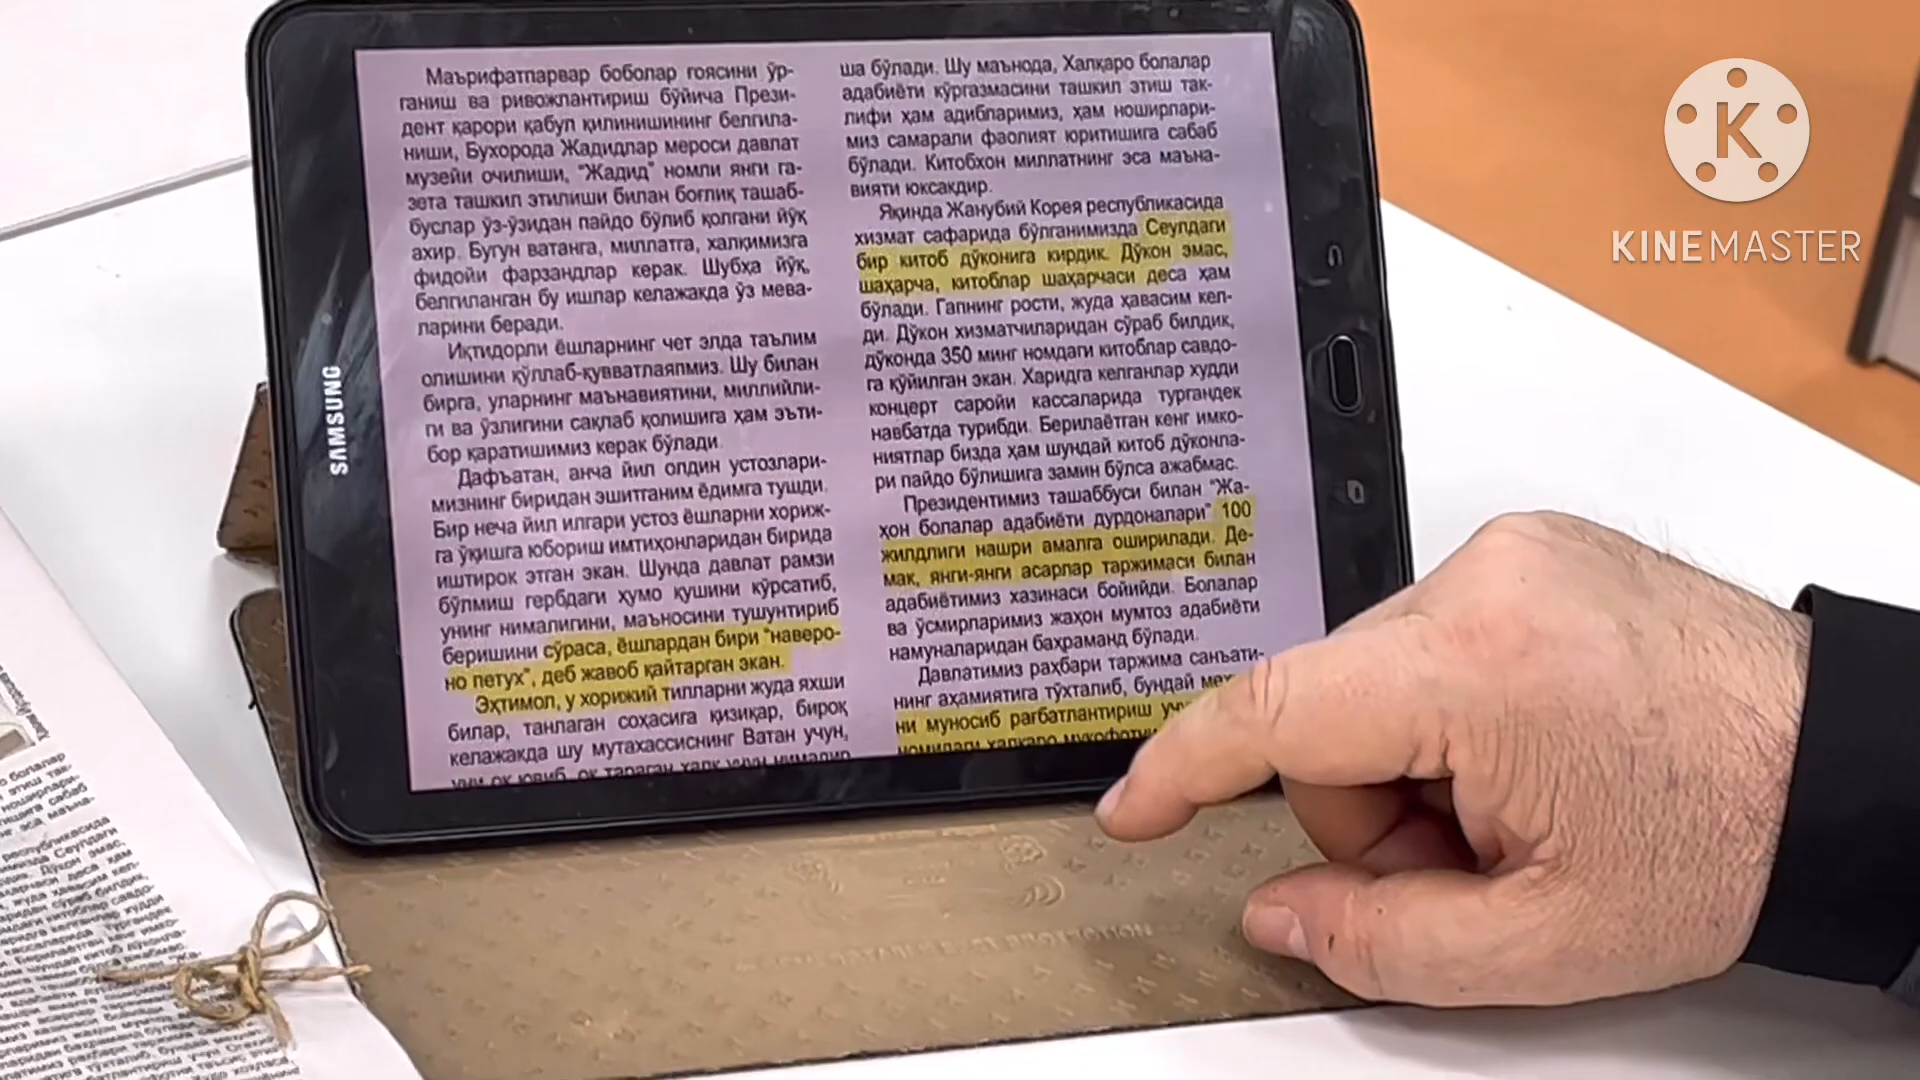 Маърифатпарвар боболар ғоясини ўр-
ганиш ва ривожлантириш бўйича Прези-
дент қарори қабул қилинишининг белгила-
ниши, Бухорода Жадидлар мероси давлат
музейи очилиши, “Жадид” номли янги га-
зета ташкил этилиши билан боғлиқ ташаб-
буслар ўз-ўзидан пайдо бўлиб қолгани йўқ
ахир. Бугун ватанга, миллатга, халқимизга
фидойи фарзандлар керак. Шубҳа йўқ,
белгиланган бу ишлар келажакда ўз мева-
ларини беради.
Иқтидорли ёшларнинг чет элда таълим
олишини қўллаб-қувватлаяпмиз. Шу билан
бирга, уларнинг маънавиятини, миллийли-
ги ва ўзлигини сақлаб қолишига ҳам эъти-
бор қаратишимиз керак бўлади.
Дафъатан, анча йил олдин устозлари-
мизнинг биридан эшитганим ёдимга тушди.
Бир неча йил илгари устоз ёшларни хориж-
га ўқишга юбориш имтиҳонларидан бирида
иштирок этган экан. Шунда давлат рамзи
бўлмиш гербдаги ҳумо қушини кўрсатиб,
унинг нималигини, маъносини тушунтириб
беришини сўраса, ёшлардан бири “наверо-
но петух”, деб жавоб қайтарган экан.
Эҳтимол, у хорижий тилларни жуда яхши
билар, танлаган соҳасига қизиқар, бироқ
келажакда шу мутахассиснинг Ватан учун,
уни оқ ювиб, оқ тараган халқ учун нималар
ша бўлади. Шу маънода, Халқаро болалар
адабиёти кўргазмасини ташкил этиш так-
лифи ҳам адибларимиз, ҳам ноширлари-
миз самарали фаолият юритишига сабаб
бўлади. Китобхон миллатнинг эса маъна-
вияти юксакдир.
Яқинда Жанубий Корея республикасида
хизмат сафарида бўлганимизда Сеулдаги
бир китоб дўконига кирдик. Дўкон эмас,
шаҳарча, китоблар шаҳарчаси деса ҳам
бўлади. Гапнинг рости, жуда ҳавасим кел-
ди. Дўкон хизматчиларидан сўраб билдик,
дўконда 350 минг номдаги китоблар савдо-
га қўйилган экан. Харидга келганлар худди
концерт саройи кассаларида тургандек
навбатда турибди. Берилаётган кенг имко-
ниятлар бизда ҳам шундай китоб дўконла-
ри пайдо бўлишига замин бўлса ажабмас.
Президентимиз ташаббуси билан “Жа-
ҳон болалар адабиёти дурдоналари” 100
жилдлиги нашри амалга оширилади. Де-
мак, янги-янги асарлар таржимаси билан
адабиётимиз хазинаси бойийди. Болалар
ва ўсмирларимиз жаҳон мумтоз адабиёти
намуналаридан баҳраманд бўлади.
Давлатимиз раҳбари таржима санъати-
нинг аҳамиятига тўхталиб, бундай
ни муносиб рағбатлантириш
номидаги халқаро
SAMSUNG
K
KINEMASTER